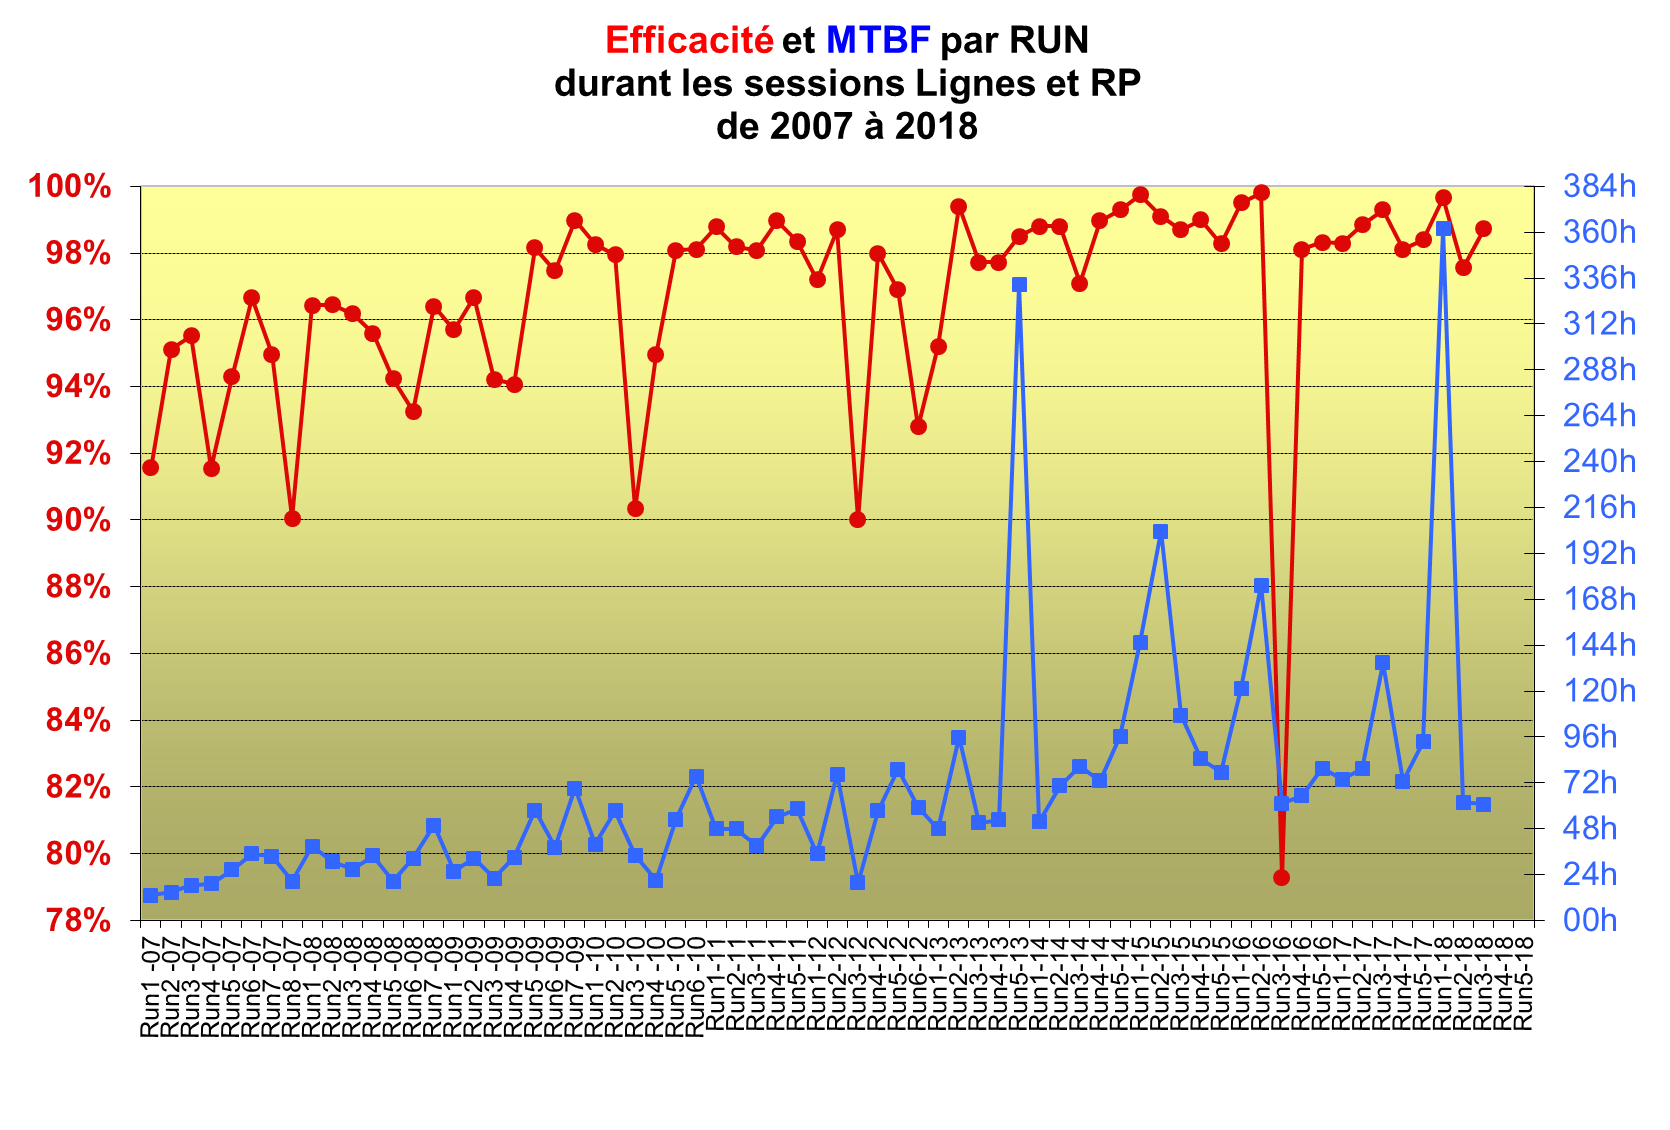 Efficacité et MTBF par RUN
durant les sessions Lignes et RP
de 2007 à 2018
100%
98%
96%
94%
92%
90%
88%
86%
84%
82%
80%
78%
384h
360h
336h
312h
288h
264h
240h
216h
192h
168h
144h
120h
96h
72h
48h
24h
00h
Run1 -07
Run2 -07
Run3 -07
Run4 -07
Run5 -07
Run6 -07
Run7 -07
Run8 -07
Run1 -08
Run2 -08
Run3 -08
Run4 -08
Run5 -08
Run6 -08
Run7 -08
Run1 -09
Run2 -09
Run3 -09
Run4 -09
Run5 -09
Run6 -09
Run7 -09
Run1 -10
Run2 -10
Run3 -10
Run4 -10
Run5 -10
Run6 -10
Run1-11
Run2-11
Run3-11
Run4-11
Run5-11
Run1-12
Run2-12
Run3-12
Run4-12
Run5-12
Run6-12
Run1-13
Run2-13
Run3-13
Run4-13
Run5-13
Run1-14
Run2-14
Run3-14
Run4-14
Run5-14
Run1-15
Run2-15
Run3-15
Run4-15
Run5-15
Run1-16
Run2-16
Run3-16
Run4-16
Run5-16
Run1-17
Run2-17
Run3-17
Run4-17
Run5-17
Run1-18
Run2-18
Run3-18
Run4-18
Run5-18